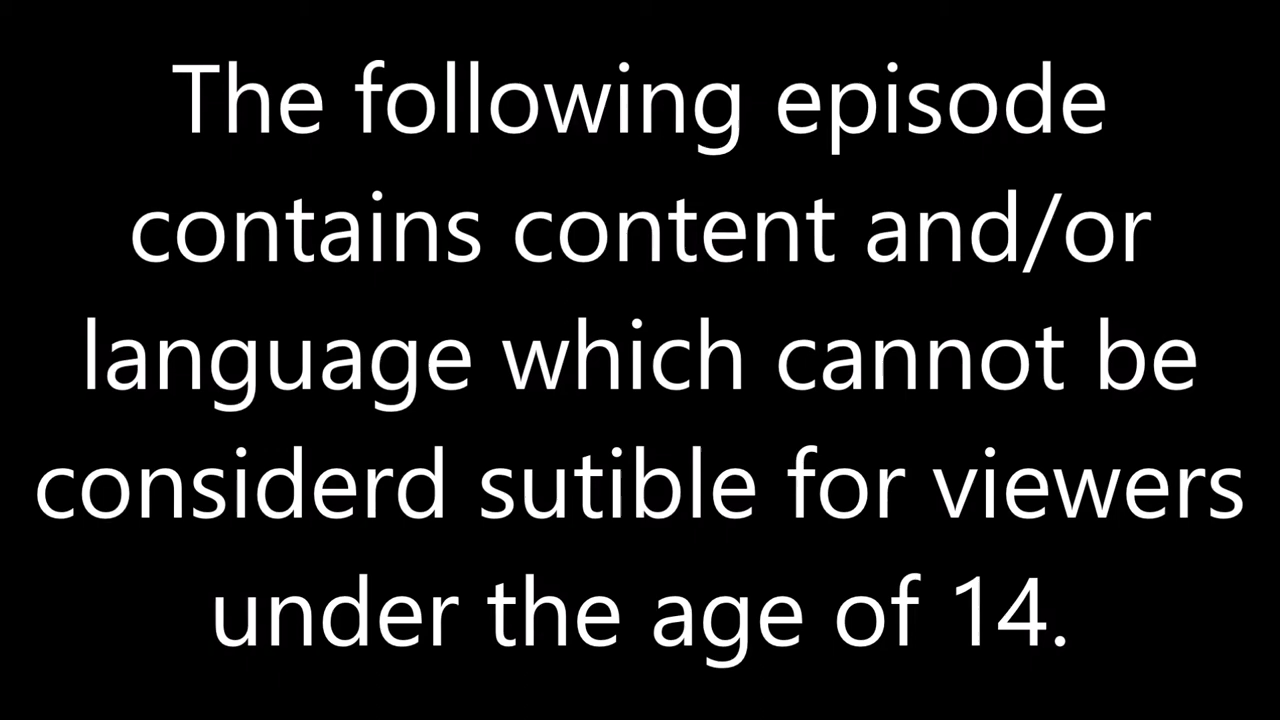 The following episode
contains content and/or
language which cannot be
considerd sutible for viewers
under the age of 14.